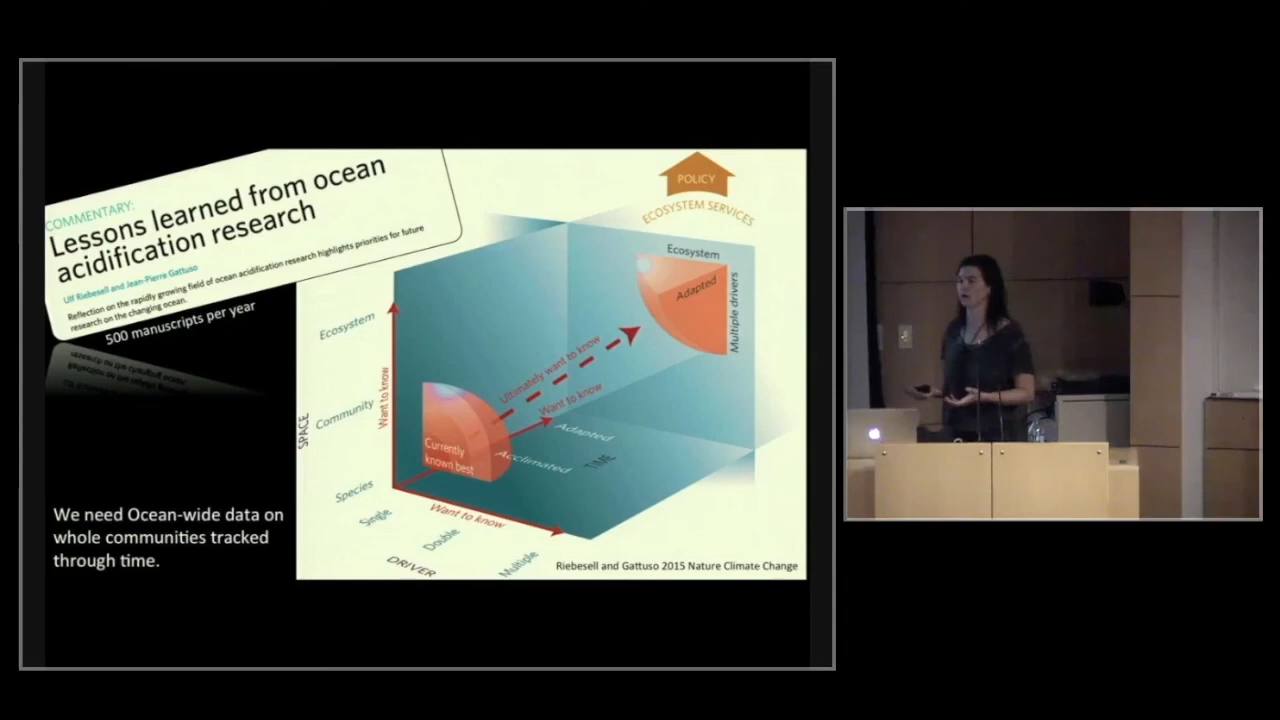 COMMENTARY:
Lessons learned from ocean
acidification research
Ulf Riebesell and Jean-Pierre Gattuso
Reflection on the rapidly growing field of ocean acidification research highlights priorities for future
research on the changing ocean.
500 manuscripts per year
We need Ocean-wide data on
whole communities tracked
through time.
POLICY
ECOSYSTEM SERVICES
Ecosystem
Adapted
Multiple drivers
Ultimately want to know
Want to know
Want to know
Currently
known best
Adapted
Acclimated
TIME
SPACE
Ecosystem
Community
Species
Want to know
Single
Double
Multiple
DRIVER
Riebesell and Gattuso 2015 Nature Climate Change